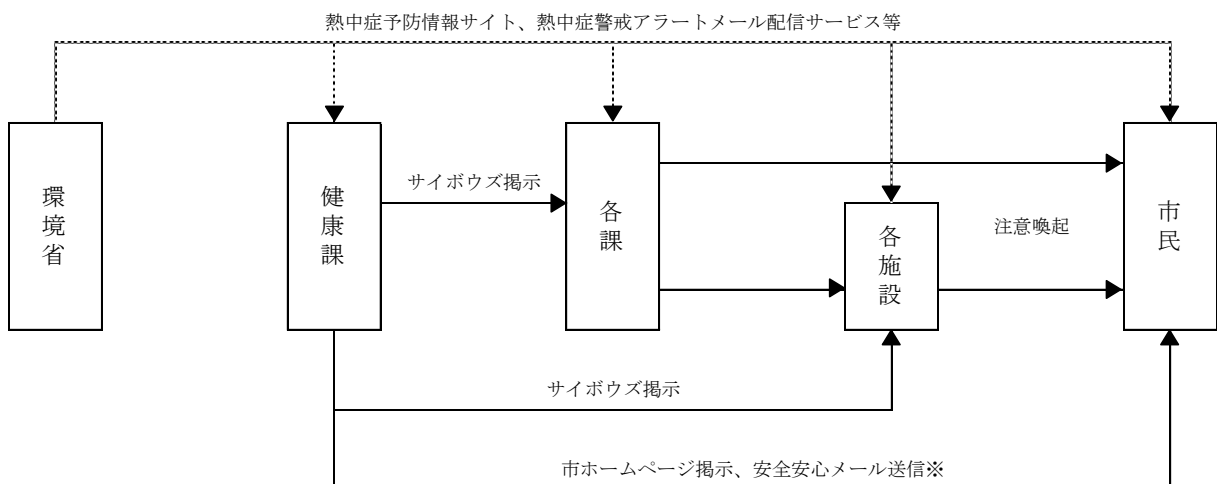 熱中症予防情報サイト、熱中症警戒アラートメール配信サービス等
環境省
健康課
サイボウズ掲示
各課
各施設
注意喚起
市民
サイボウズ掲示
市ホームページ掲示、安全安心メール送信※